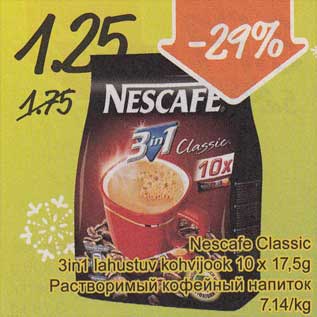 1.25
-29%
1.75
NESCAFÉ
3in1 Classic
10x
Nescafe Classic
3in1 lahustuv kohvijook 10 x 17,5g
Растворимый кофейный напиток
7.14/kg